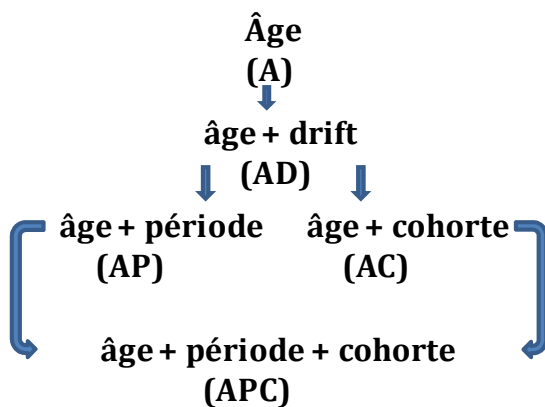 Âge
(A)
âge + drift
(AD)
âge + période
(AP)
âge + cohorte
(AC)
âge + période + cohorte
(APC)